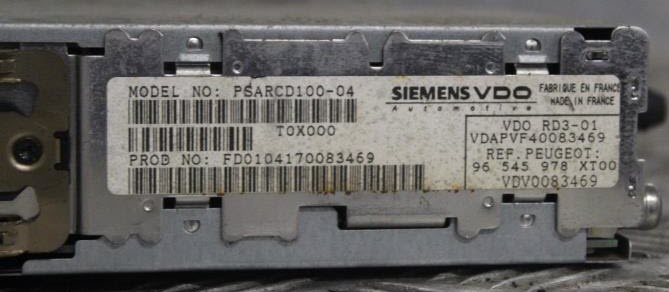 MODEL NO: PSARCD100-04
SIEMENS VDO
Automotive
FABRIQUE EN FRANCE
MADE IN FRANCE
T0X000
PROD NO: FD0104170083469
VDO RD3-01
VDAPVF40083469
REF. PEUGEOT:
96 545 978 XT00
VDV0083469